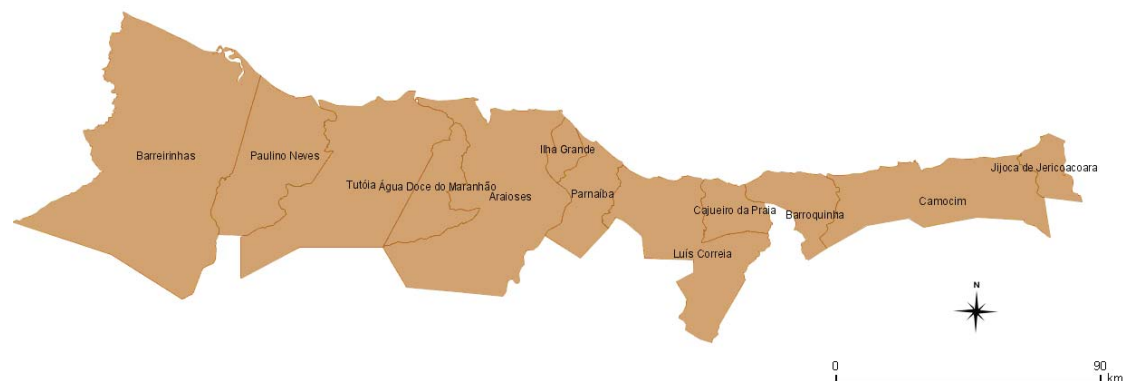 Barreirinhas
Paulino Neves
Tutóia
Água Doce do Maranhão
Araioses
Ilha Grande
Parnaíba
Cajueiro da Praia
Luís Correia
Barroquinha
Camocim
Jijoca de Jericoacoara
N
0 90
km